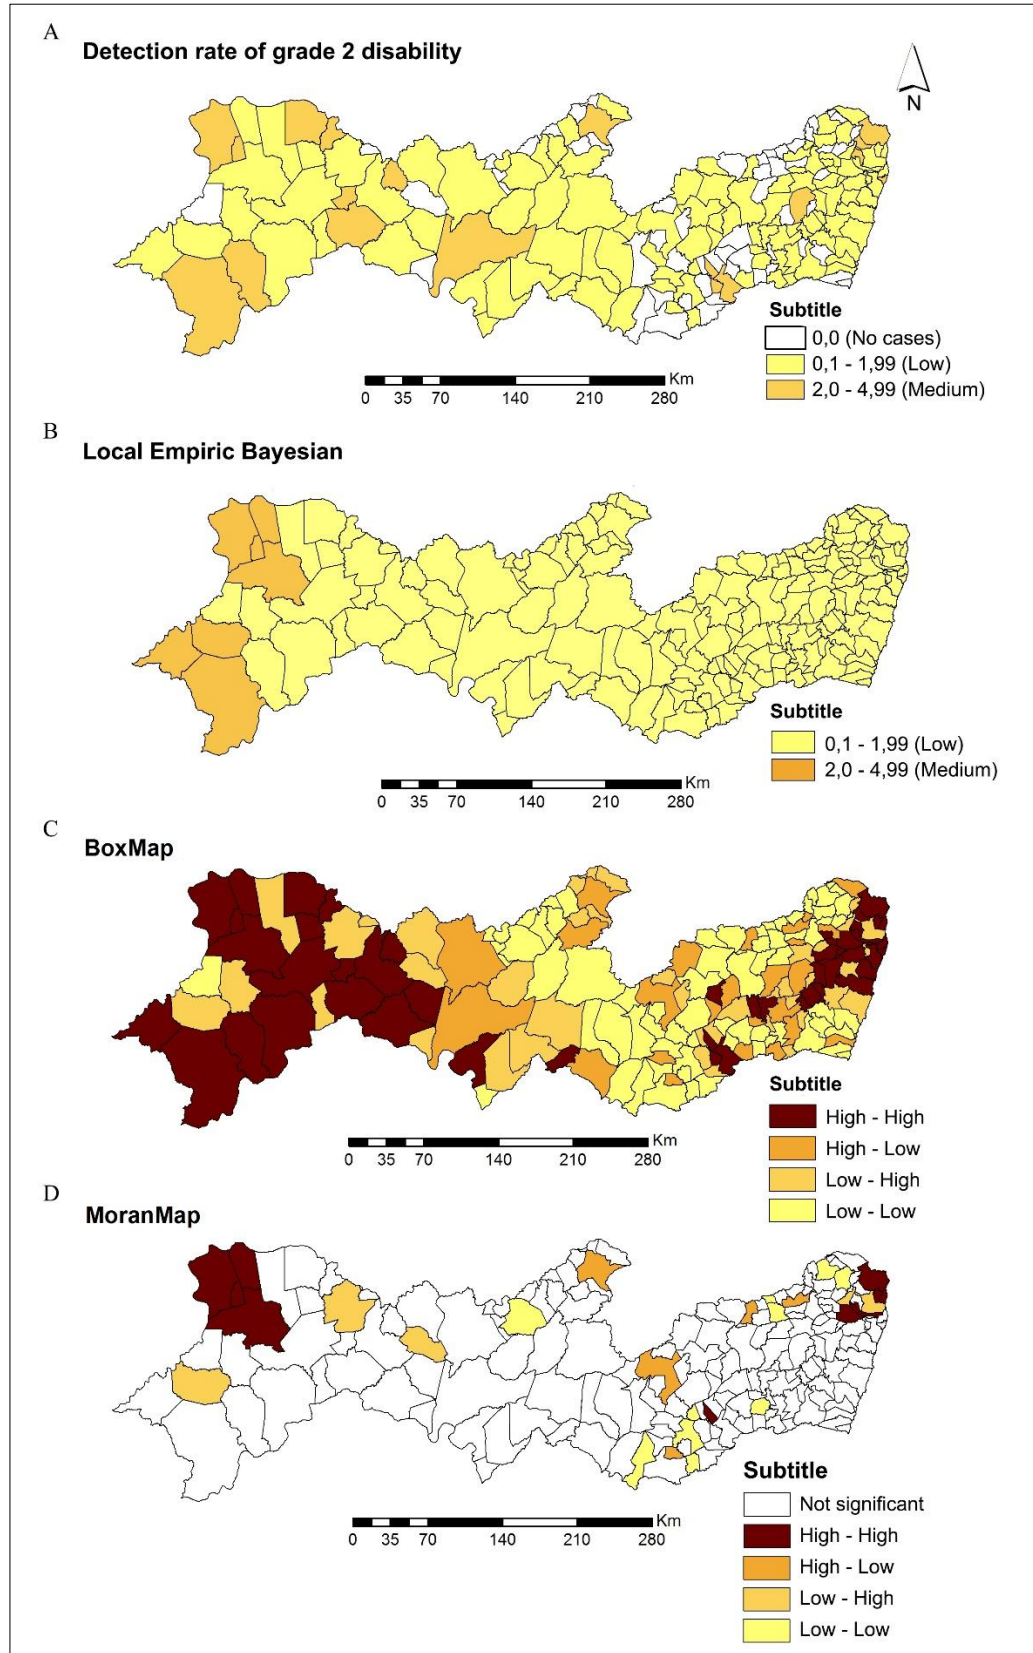 A
Detection rate of grade 2 disability
N
Subtitle
0,0 (No cases)
0,1 - 1,99 (Low)
2,0 - 4,99 (Medium)
Km
0 35 70 140 210 280
B
Local Empiric Bayesian
Subtitle
0,1 - 1,99 (Low)
2,0 - 4,99 (Medium)
Km
0 35 70 140 210 280
C
BoxMap
Subtitle
High - High
High - Low
Low - High
Low - Low
Km
0 35 70 140 210 280
D
MoranMap
Subtitle
Not significant
High - High
High - Low
Low - High
Low - Low
Km
0 35 70 140 210 280